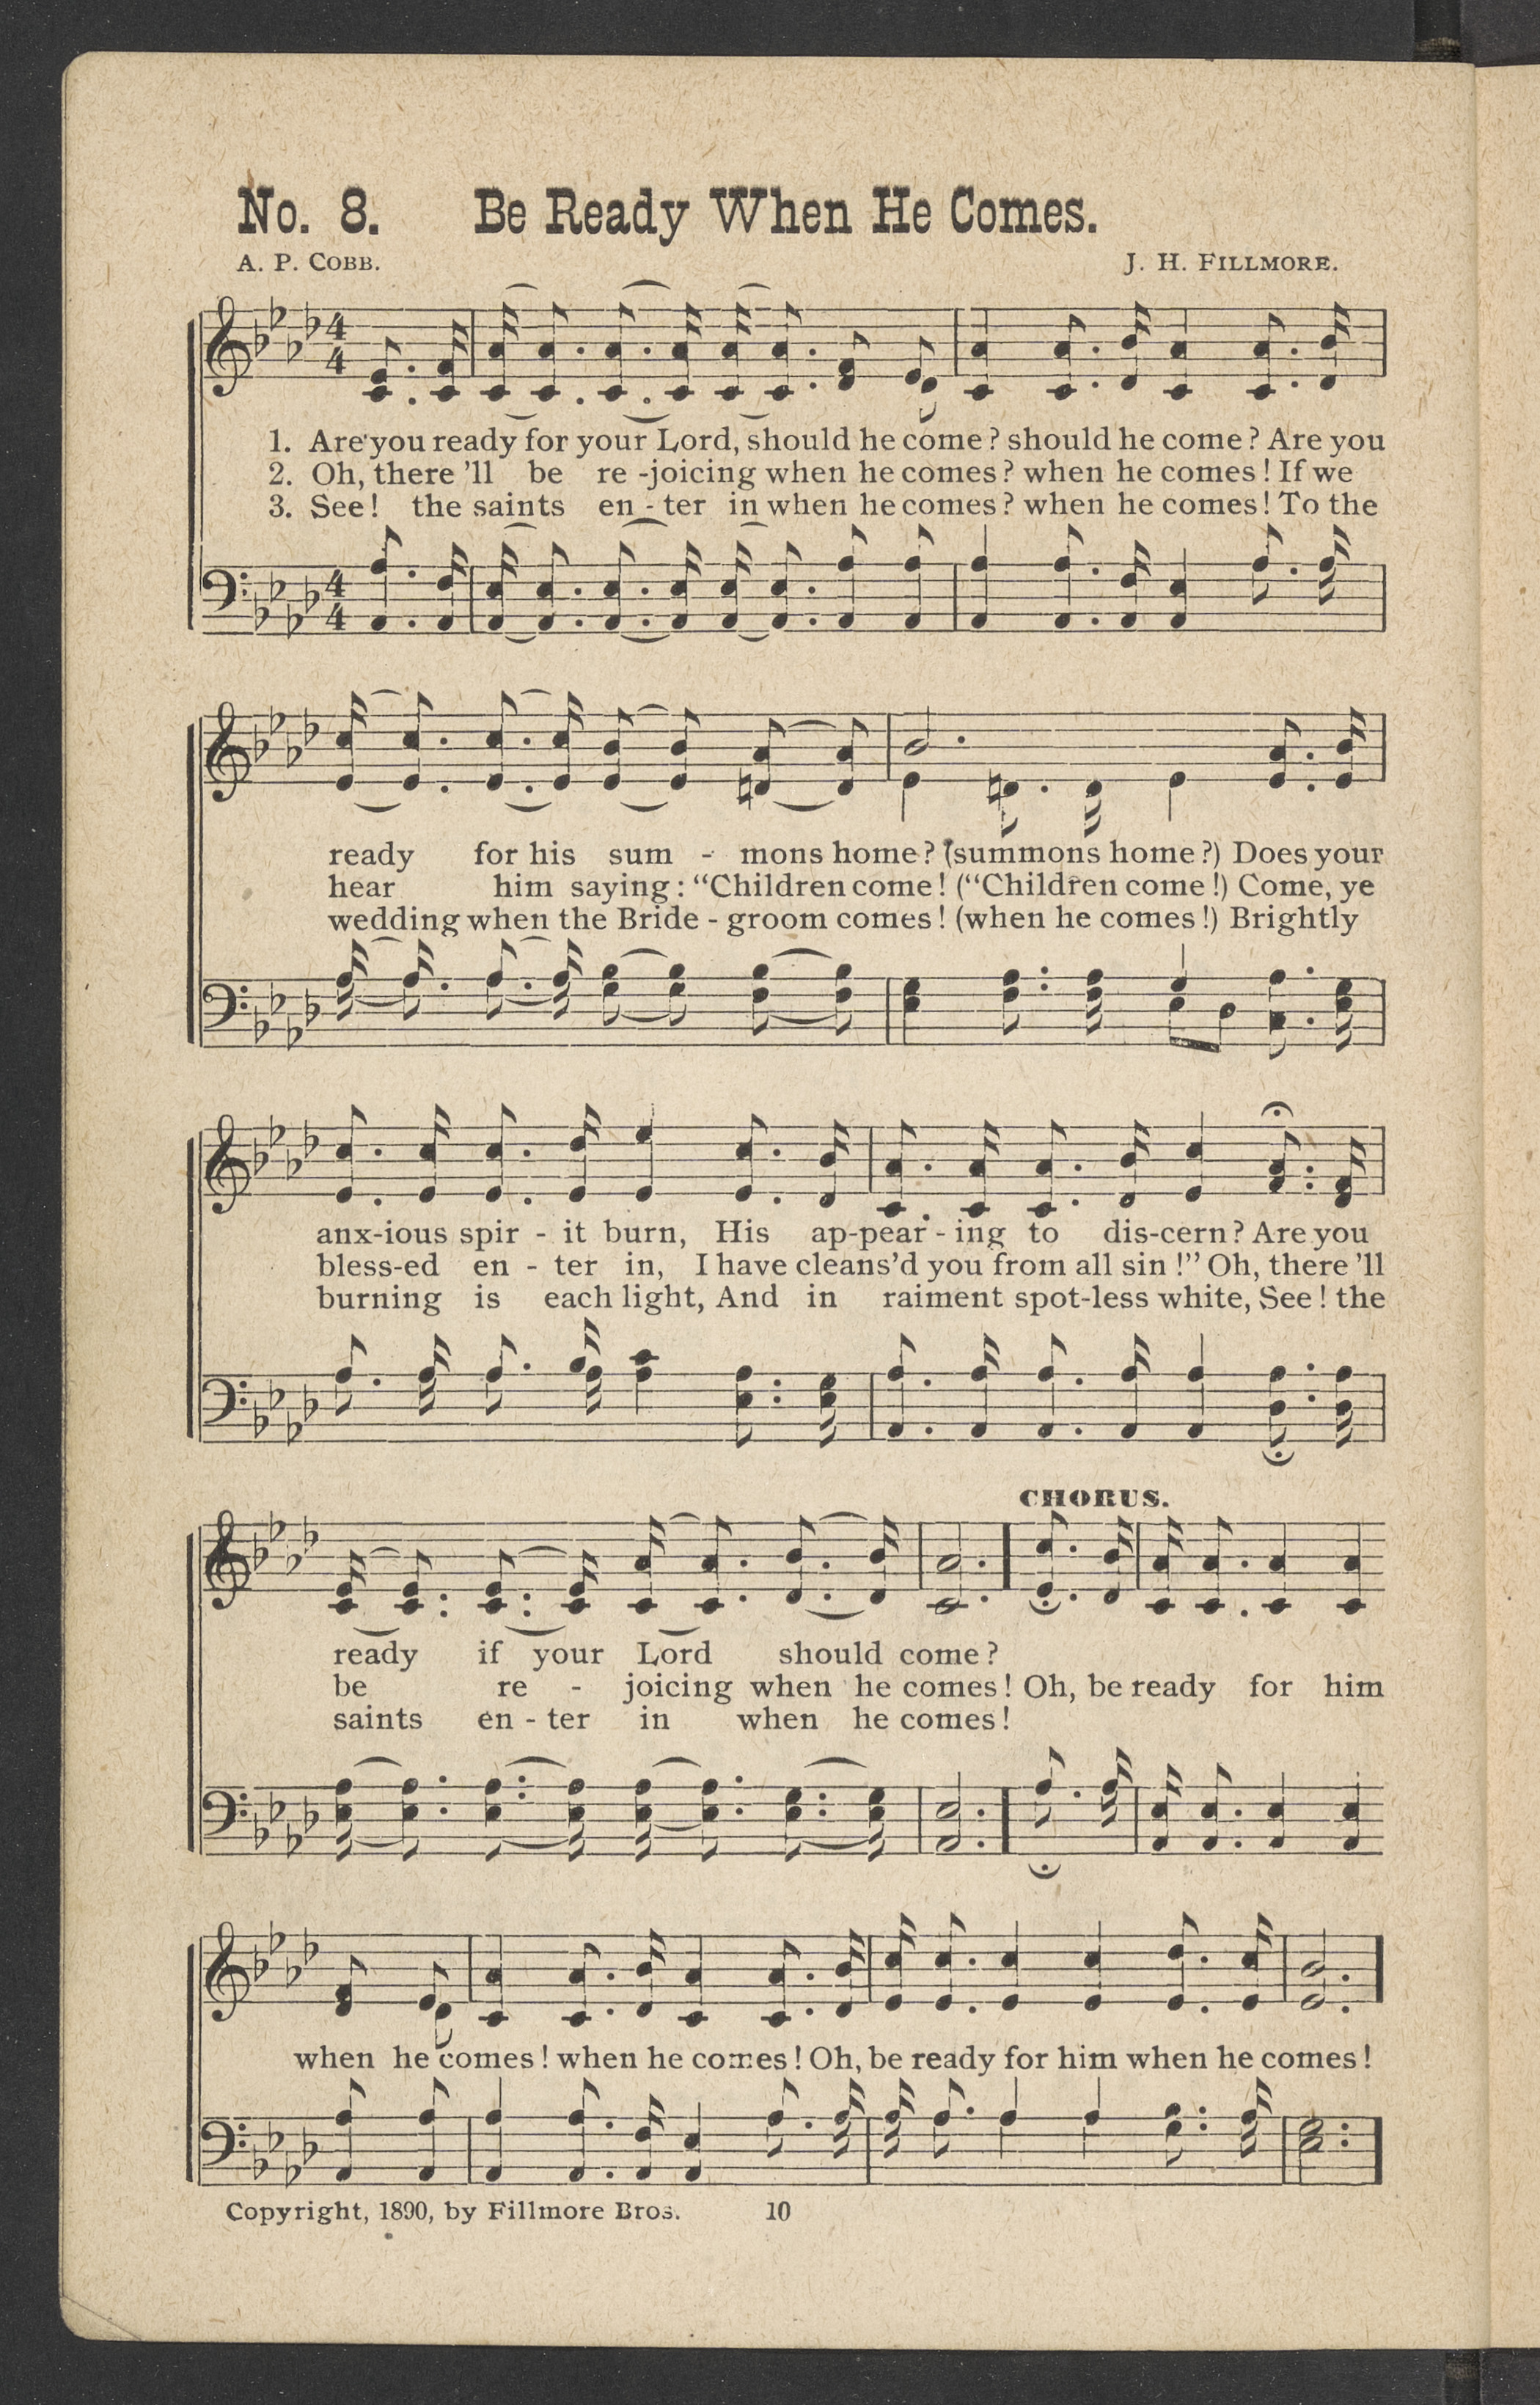 No. 8. Be Ready When He Comes.
A. P. COBB. J. H. FILLMORE.
1. Are you ready for your Lord, should he come? should he come? Are you
2. Oh, there 'll be re -joicing when he comes? when he comes! If we
3. See! the saints en - ter in when he comes? when he comes! To the
ready for his sum - mons home? (summons home?) Does your
hear him saying: “Children come! (“Children come!) Come, ye
wedding when the Bride - groom comes! (when he comes!) Brightly
anx-ious spir - it burn, His ap-pear - ing to dis-cern? Are you
bless-ed en - ter in, I have cleans'd you from all sin!” Oh, there 'll
burning is each light, And in raiment spot-less white, See! the
CHORUS.
ready if your Lord should come?
be re - joicing when he comes! Oh, be ready for him
saints en - ter in when he comes!
when he comes! when he comes! Oh, be ready for him when he comes!
Copyright, 1890, by Fillmore Bros. 10